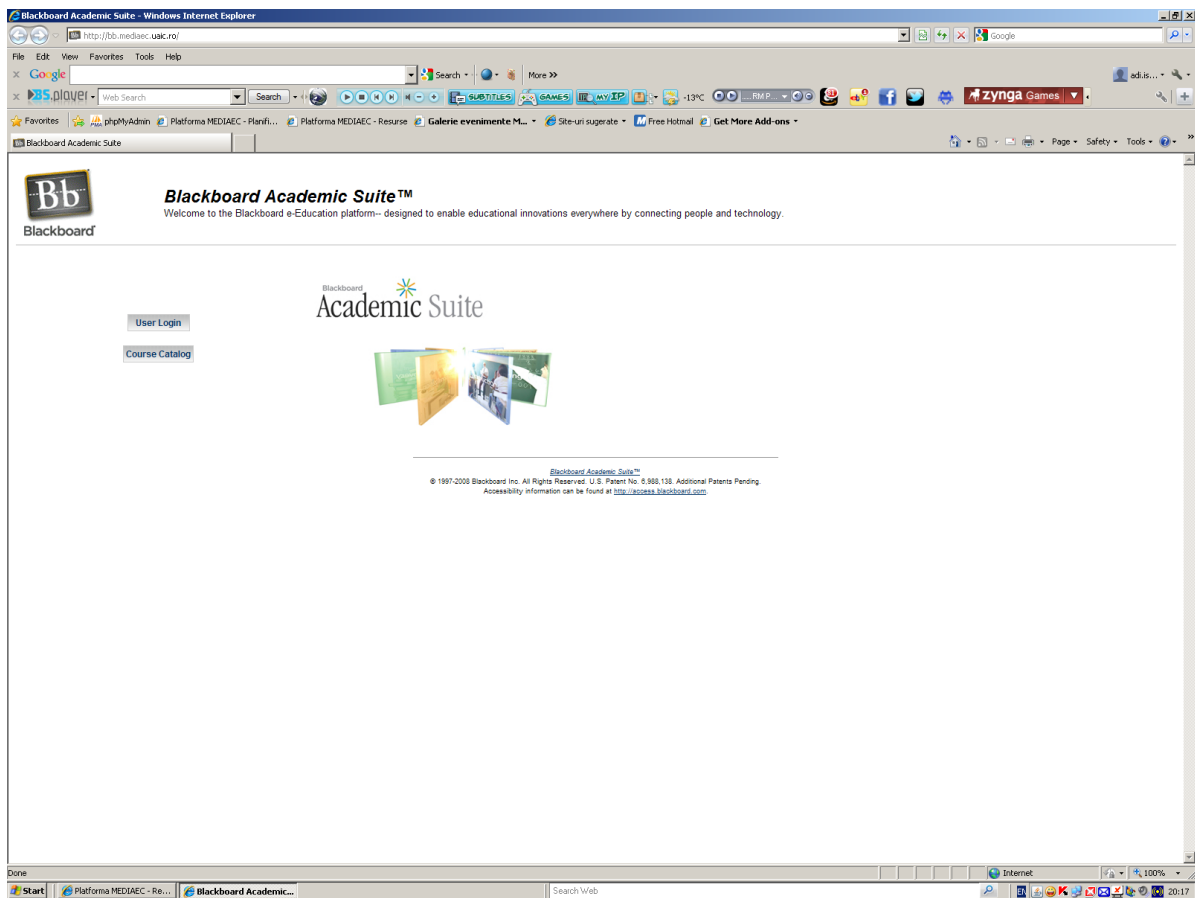 Blackboard Academic Suite - Windows Internet Explorer
http://bb.mediaec.uaic.ro/
Google
File Edit View Favorites Tools Help
x Google Search More >> adi.is...
x BS.player Web Search Search SUBTITLES GAMES MY IP -13°C ....RM P... zynga Games
Favorites phpMyAdmin Platforma MEDIAEC - Planifi... Platforma MEDIAEC - Resurse Galerie evenimente M... Site-uri sugerate Free Hotmail Get More Add-ons
Blackboard Academic Suite Page Safety Tools
Bb
Blackboard
Blackboard Academic Suite™
Welcome to the Blackboard e-Education platform-- designed to enable educational innovations everywhere by connecting people and technology.
Blackboard
Academic Suite
User Login
Course Catalog
Blackboard Academic Suite™
© 1997-2008 Blackboard Inc. All Rights Reserved. U.S. Patent No. 6,988,138. Additional Patents Pending.
Accessibility information can be found at http://access.blackboard.com.
Done Internet 100%
Start Platforma MEDIAEC - Re... Blackboard Academic... Search Web EN 20:17